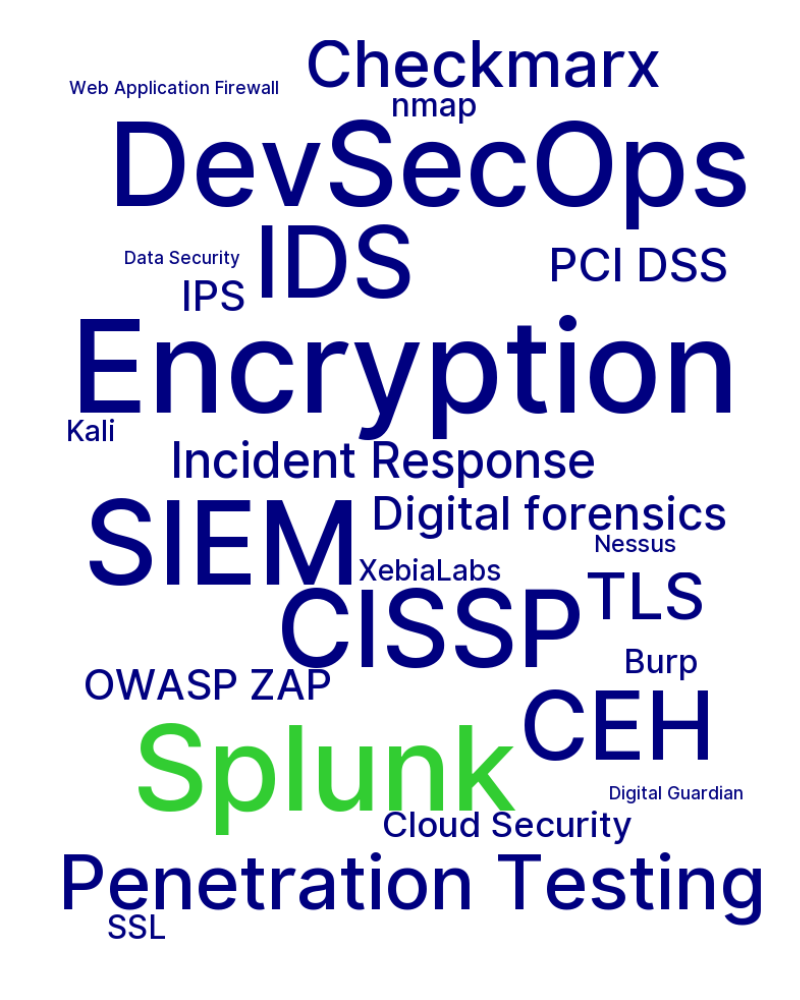 Checkmarx
Web Application Firewall
nmap
DevSecOps
IDS
Data Security
PCI DSS
IPS
Encryption
Kali
Incident Response
SIEM
Digital forensics
Nessus
XebiaLabs
TLS
CISSP
Burp
OWASP ZAP
CEH
Splunk
Digital Guardian
Cloud Security
Penetration Testing
SSL